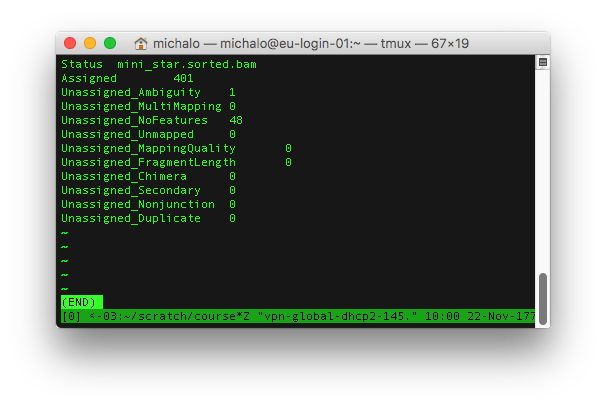 michalo — michalo@eu-login-01:~ — tmux — 67×19
Status  mini_star.sorted.bam
Assigned        401
Unassigned_Ambiguity    1
Unassigned_MultiMapping 0
Unassigned_NoFeatures   48
Unassigned_Unmapped     0
Unassigned_MappingQuality       0
Unassigned_FragmentLength       0
Unassigned_Chimera      0
Unassigned_Secondary    0
Unassigned_Nonjunction  0
Unassigned_Duplicate    0
~
~
~
~
~
(END)
[0] <-03:~/scratch/course*Z "vpn-global-dhcp2-145." 10:00 22-Nov-177